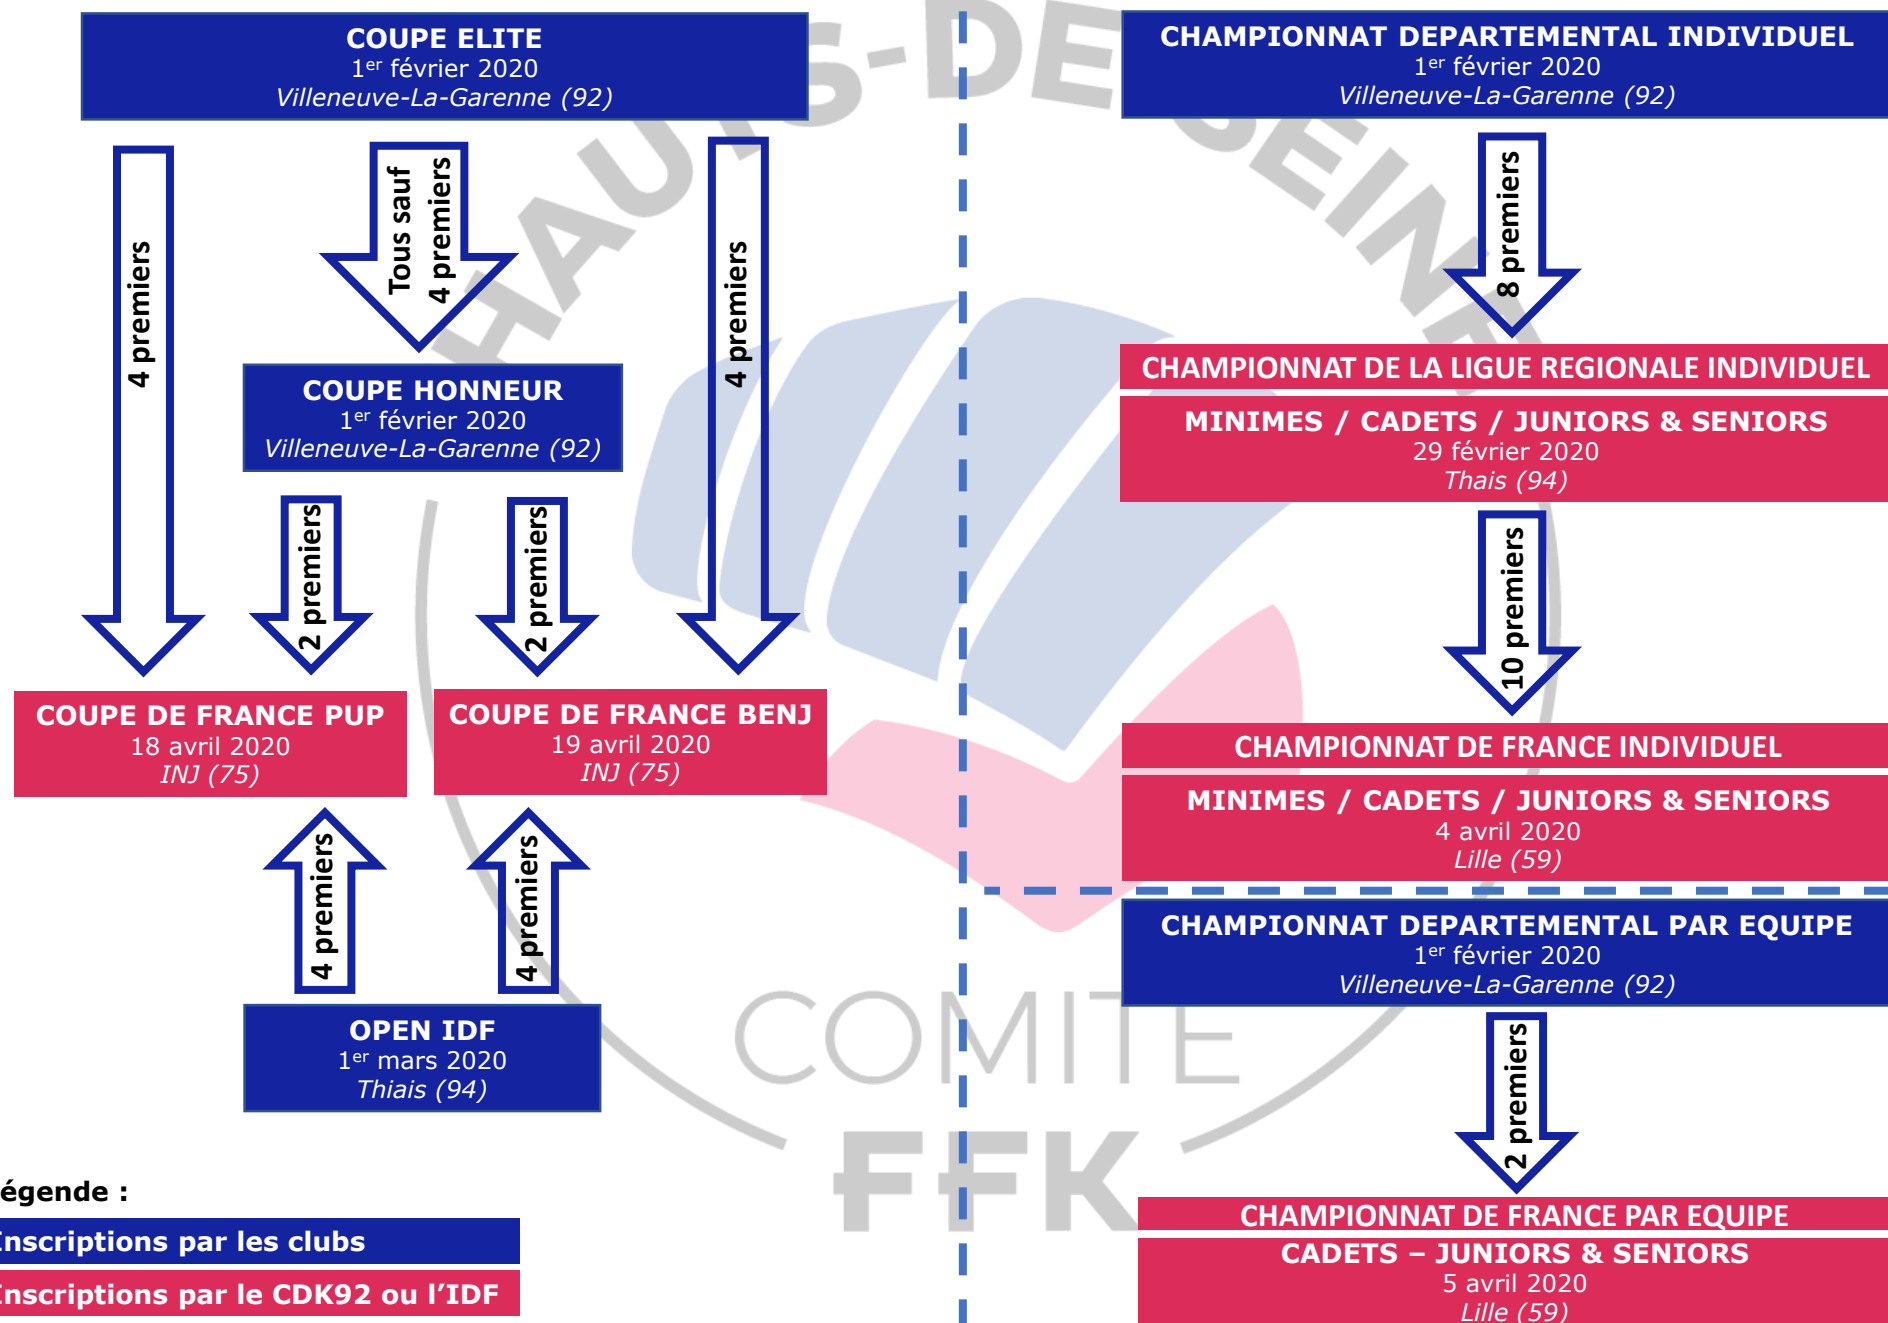 COUPE ELITE
1er février 2020
Villeneuve-La-Garenne (92)
4 premiers
Tous sauf
4 premiers
4 premiers
COUPE HONNEUR
1er février 2020
Villeneuve-La-Garenne (92)
2 premiers
2 premiers
COUPE DE FRANCE PUP
18 avril 2020
INJ (75)
COUPE DE FRANCE BENJ
19 avril 2020
INJ (75)
4 premiers
4 premiers
OPEN IDF
1er mars 2020
Thiais (94)
égende :
Inscriptions par les clubs
Inscriptions par le CDK92 ou l'IDF
CHAMPIONNAT DEPARTEMENTAL INDIVIDUEL
1er février 2020
Villeneuve-La-Garenne (92)
8 premiers
CHAMPIONNAT DE LA LIGUE REGIONALE INDIVIDUEL
MINIMES / CADETS / JUNIORS & SENIORS
29 février 2020
Thais (94)
10 premiers
CHAMPIONNAT DE FRANCE INDIVIDUEL
MINIMES / CADETS / JUNIORS & SENIORS
4 avril 2020
Lille (59)
CHAMPIONNAT DEPARTEMENTAL PAR EQUIPE
1er février 2020
Villeneuve-La-Garenne (92)
2 premiers
CHAMPIONNAT DE FRANCE PAR EQUIPE
CADETS – JUNIORS & SENIORS
5 avril 2020
Lille (59)
HAUTS-DE-SEINE
COMITE
FFK